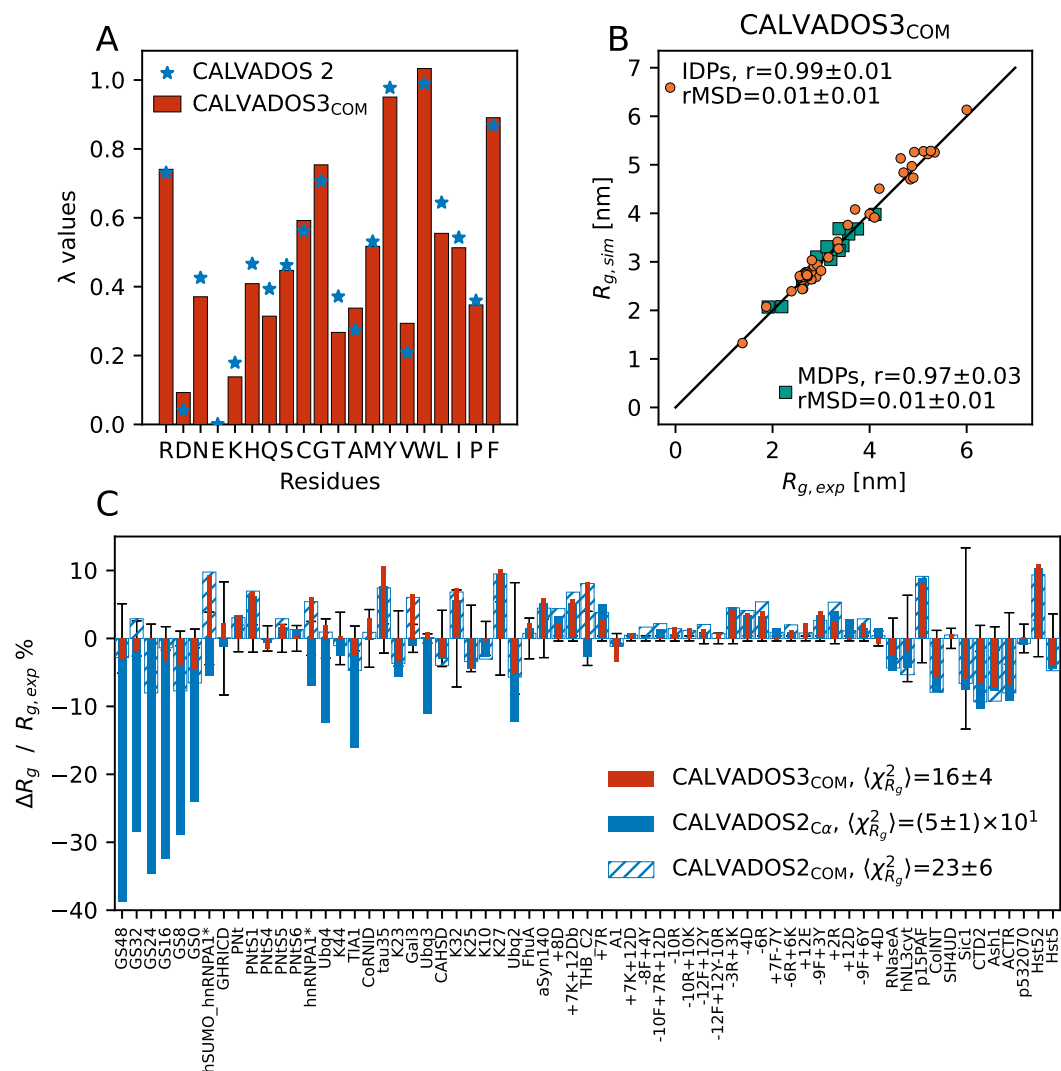 A
CALVADOS 2
CALVADOS3COM
1.0
0.8
0.6
0.4
0.2
0.0
λ values
R D N E K H Q S C G T A M Y V W L I P F
Residues
B
CALVADOS3COM
IDPs, r=0.99±0.01
rMSD=0.01±0.01
MDPs, r=0.97±0.03
rMSD=0.01±0.01
7
6
5
4
3
2
1
0
Rg,sim [nm]
0 2 4 6
Rg,exp [nm]
C
10
0
−10
−20
−30
−40
ΔRg / Rg,exp %
CALVADOS3COM, ⟨χ²Rg⟩=16±4
CALVADOS2Cα, ⟨χ²Rg⟩=(5±1)×10¹
CALVADOS2COM, ⟨χ²Rg⟩=23±6
GS48
GS32
GS24
GS16
GS8
GS0
hSUMO_hnRNPA1*
GHRICD
PNt
PNtS1
PNtS4
PNtS5
PNtS6
hnRNPA1*
Ubq4
K44
TIA1
CoRNID
tau35
K23
Gal3
Ubq3
CAHSD
K32
K25
K10
K27
Ubq2
FhuA
aSyn140
+8D
+7K+12Db
THB_C2
+7R
A1
+7K+12D
-8F+4Y
-10F+7R+12D
-10R
-10R+10K
-12F+12Y
-12F+12Y-10R
-3R+3K
-4D
-6R
+7F-7Y
-6R+6K
+12E
-9F+3Y
+2R
+12D
-9F+6Y
+4D
RNaseA
hNL3cyt
p15PAF
ColNT
SH4UD
Sic1
CTD2
Ash1
ACTR
p532070
Hst52
Hst5